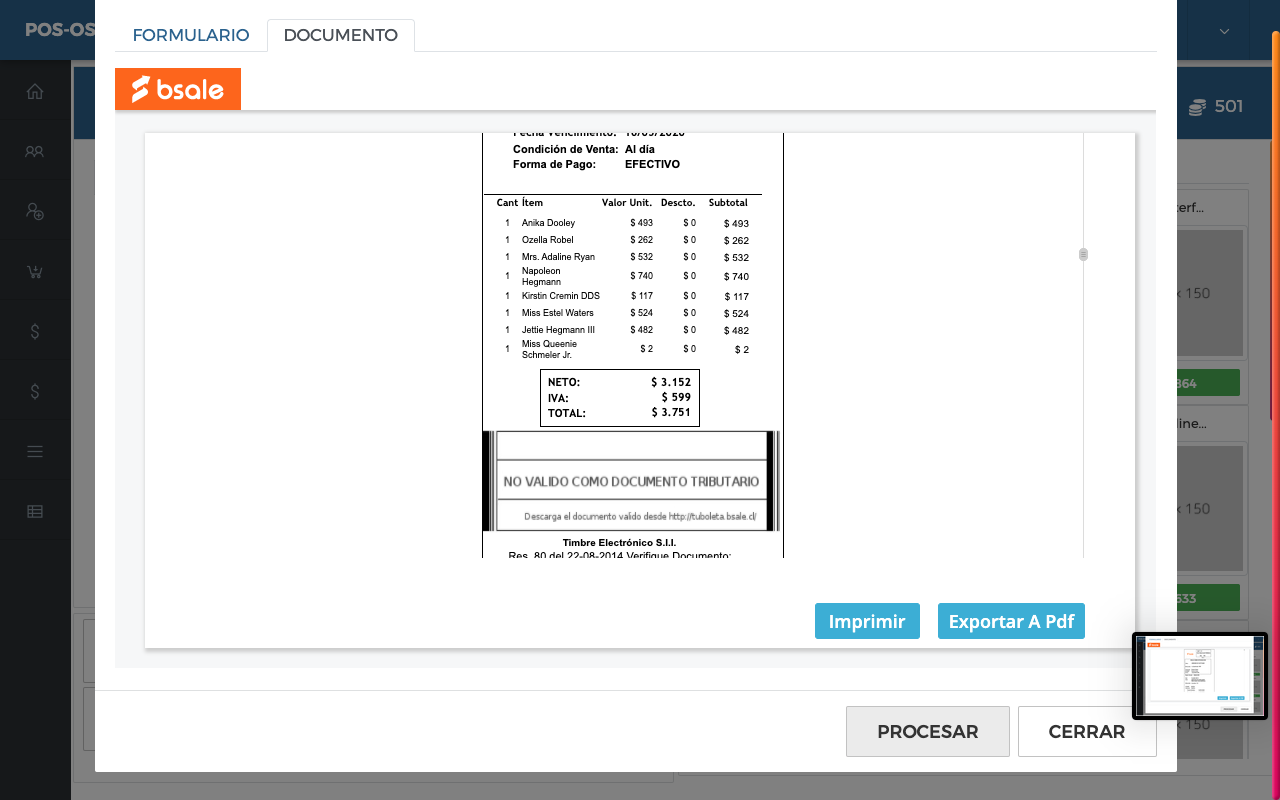 POS-OS
FORMULARIO
DOCUMENTO
bsale
501
Fecha Vencimiento:
Condición de Venta: Al día
Forma de Pago: EFECTIVO
Cant Ítem Valor Unit. Descto. Subtotal
1 Anika Dooley $ 493 $ 0 $ 493
1 Ozella Robel $ 262 $ 0 $ 262
1 Mrs. Adaline Ryan $ 532 $ 0 $ 532
1 Napoleon Hegmann $ 740 $ 0 $ 740
1 Kirstin Cremin DDS $ 117 $ 0 $ 117
1 Miss Estel Waters $ 524 $ 0 $ 524
1 Jettie Hegmann III $ 482 $ 0 $ 482
1 Miss Queenie Schmeler Jr. $ 2 $ 0 $ 2
NETO: $ 3.152
IVA: $ 599
TOTAL: $ 3.751
NO VALIDO COMO DOCUMENTO TRIBUTARIO
Descarga el documento valido desde http://tuboleta.bsale.cl/
Timbre Electrónico S.I.I.
Res. 80 del 22-08-2014 Verifique Documento:
Imprimir
Exportar A Pdf
PROCESAR
CERRAR
erf...
x 150
364
line...
x 150
533
x 150